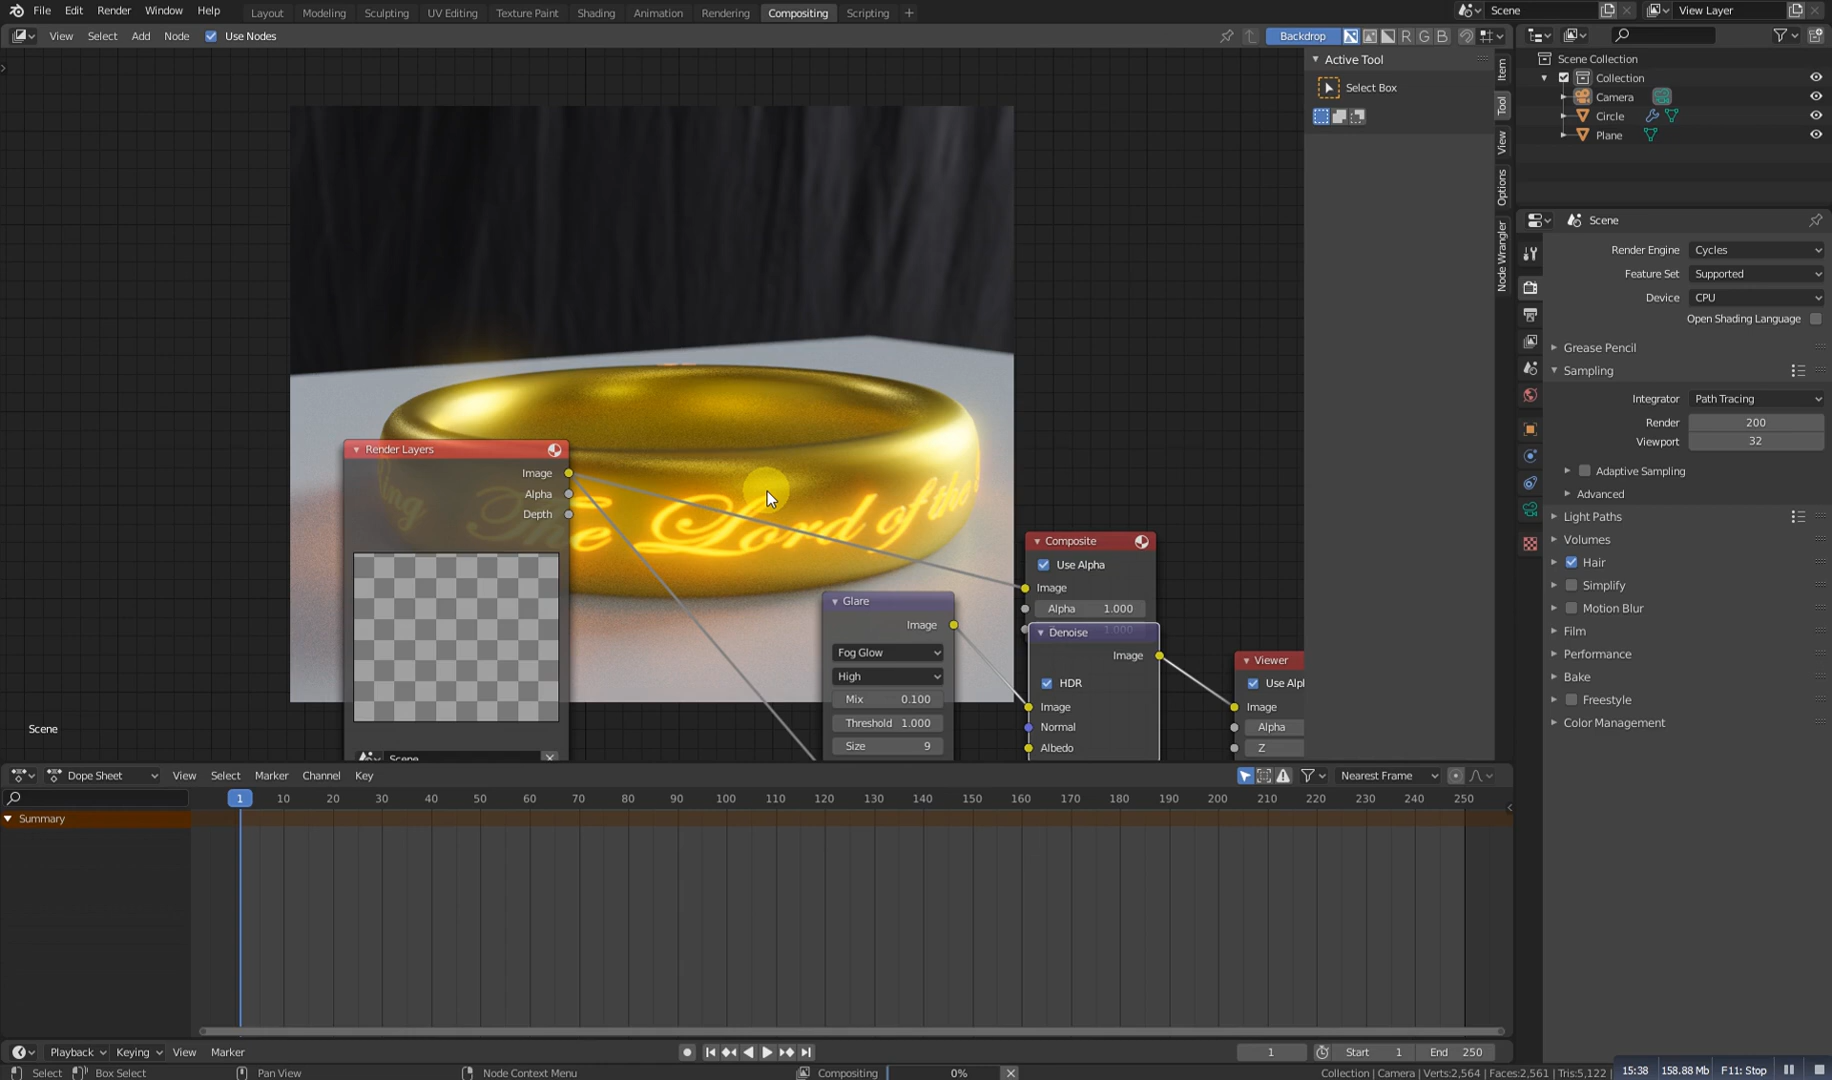 File Edit Render Window Help Layout Modeling Sculpting UV Editing Texture Paint Shading Animation Rendering Compositing Scripting + Scene View Layer
View Select Add Node Use Nodes Backdrop R G B
Active Tool
Select Box
Item
Tool
View
Options
Node Wrangler
Scene Collection
Collection
Camera
Circle
Plane
Scene
Render Engine Cycles
Feature Set Supported
Device CPU
Open Shading Language
Grease Pencil
Sampling
Integrator Path Tracing
Render 200
Viewport 32
Adaptive Sampling
Advanced
Light Paths
Volumes
Hair
Simplify
Motion Blur
Film
Performance
Bake
Freestyle
Color Management
Render Layers
Image
Alpha
Depth
Scene
ing The Lord of the
Glare
Image
Fog Glow
High
Mix 0.100
Threshold 1.000
Size 9
Composite
Use Alpha
Image
Alpha 1.000
1.000
Denoise
Image
HDR
Image
Normal
Albedo
Viewer
Use Alpl
Image
Alpha
Z
Scene
Dope Sheet View Select Marker Channel Key Nearest Frame
1 10 20 30 40 50 60 70 80 90 100 110 120 130 140 150 160 170 180 190 200 210 220 230 240 250
Summary
Playback Keying View Marker 1 Start 1 End 250
Select Box Select Pan View Node Context Menu Compositing 0% Collection | Camera | Verts:2,564 | Faces:2,561 | Tris:5,122 | 15:38 158.88 Mb F11: Stop